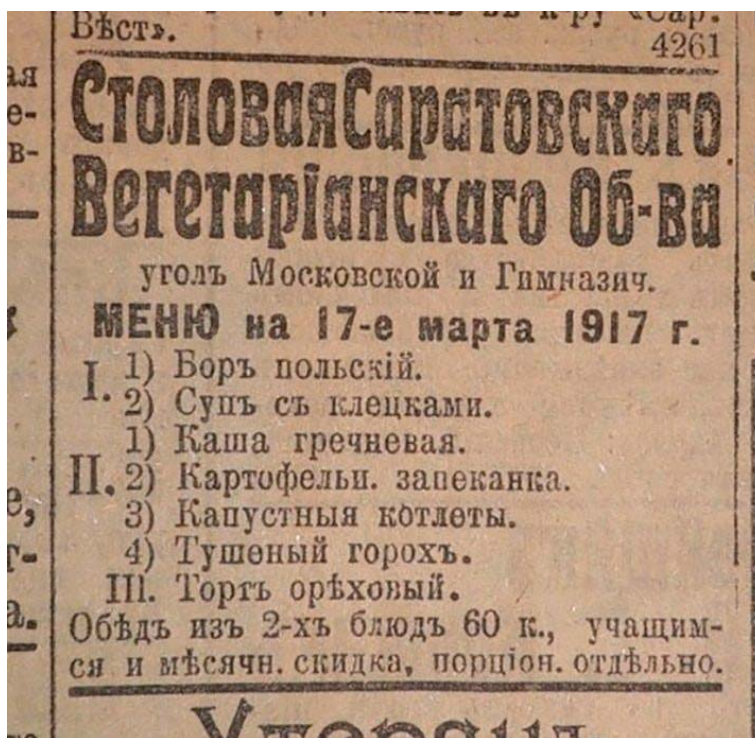 Вѣст».
4261
Столовая Саратовскаго
Вегетаріанскаго Об-ва
уголъ Московской и Гимназич.
МЕНЮ на 17-е марта 1917 г.
I. 1) Боръ польскій.
2) Супъ съ клецками.
1) Каша гречневая.
II. 2) Картофельн. запеканка.
3) Капустныя котлеты.
4) Тушеный горохъ.
III. Тортъ орѣховый.
Обѣдъ изъ 2-хъ блюдъ 60 к., учащим-
ся и мѣсячн. скидка, порціон. отдѣльно.